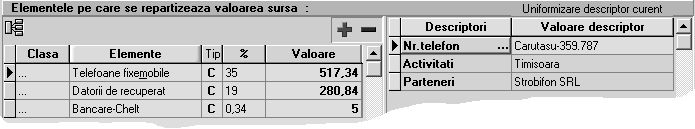 Elementele pe care se repartizeaza valoarea sursa :
Uniformizare descriptor curent
Clasa Elemente Tip % Valoare
... Telefoane fixemobile C 35 517,34
... Datorii de recuperat C 19 280,84
... Bancare-Chelt C 0,34 5
Descriptori Valoare descriptor
Nr.telefon ... Carutasu-359.787
Activitati Timisoara
Parteneri Strobifon SRL